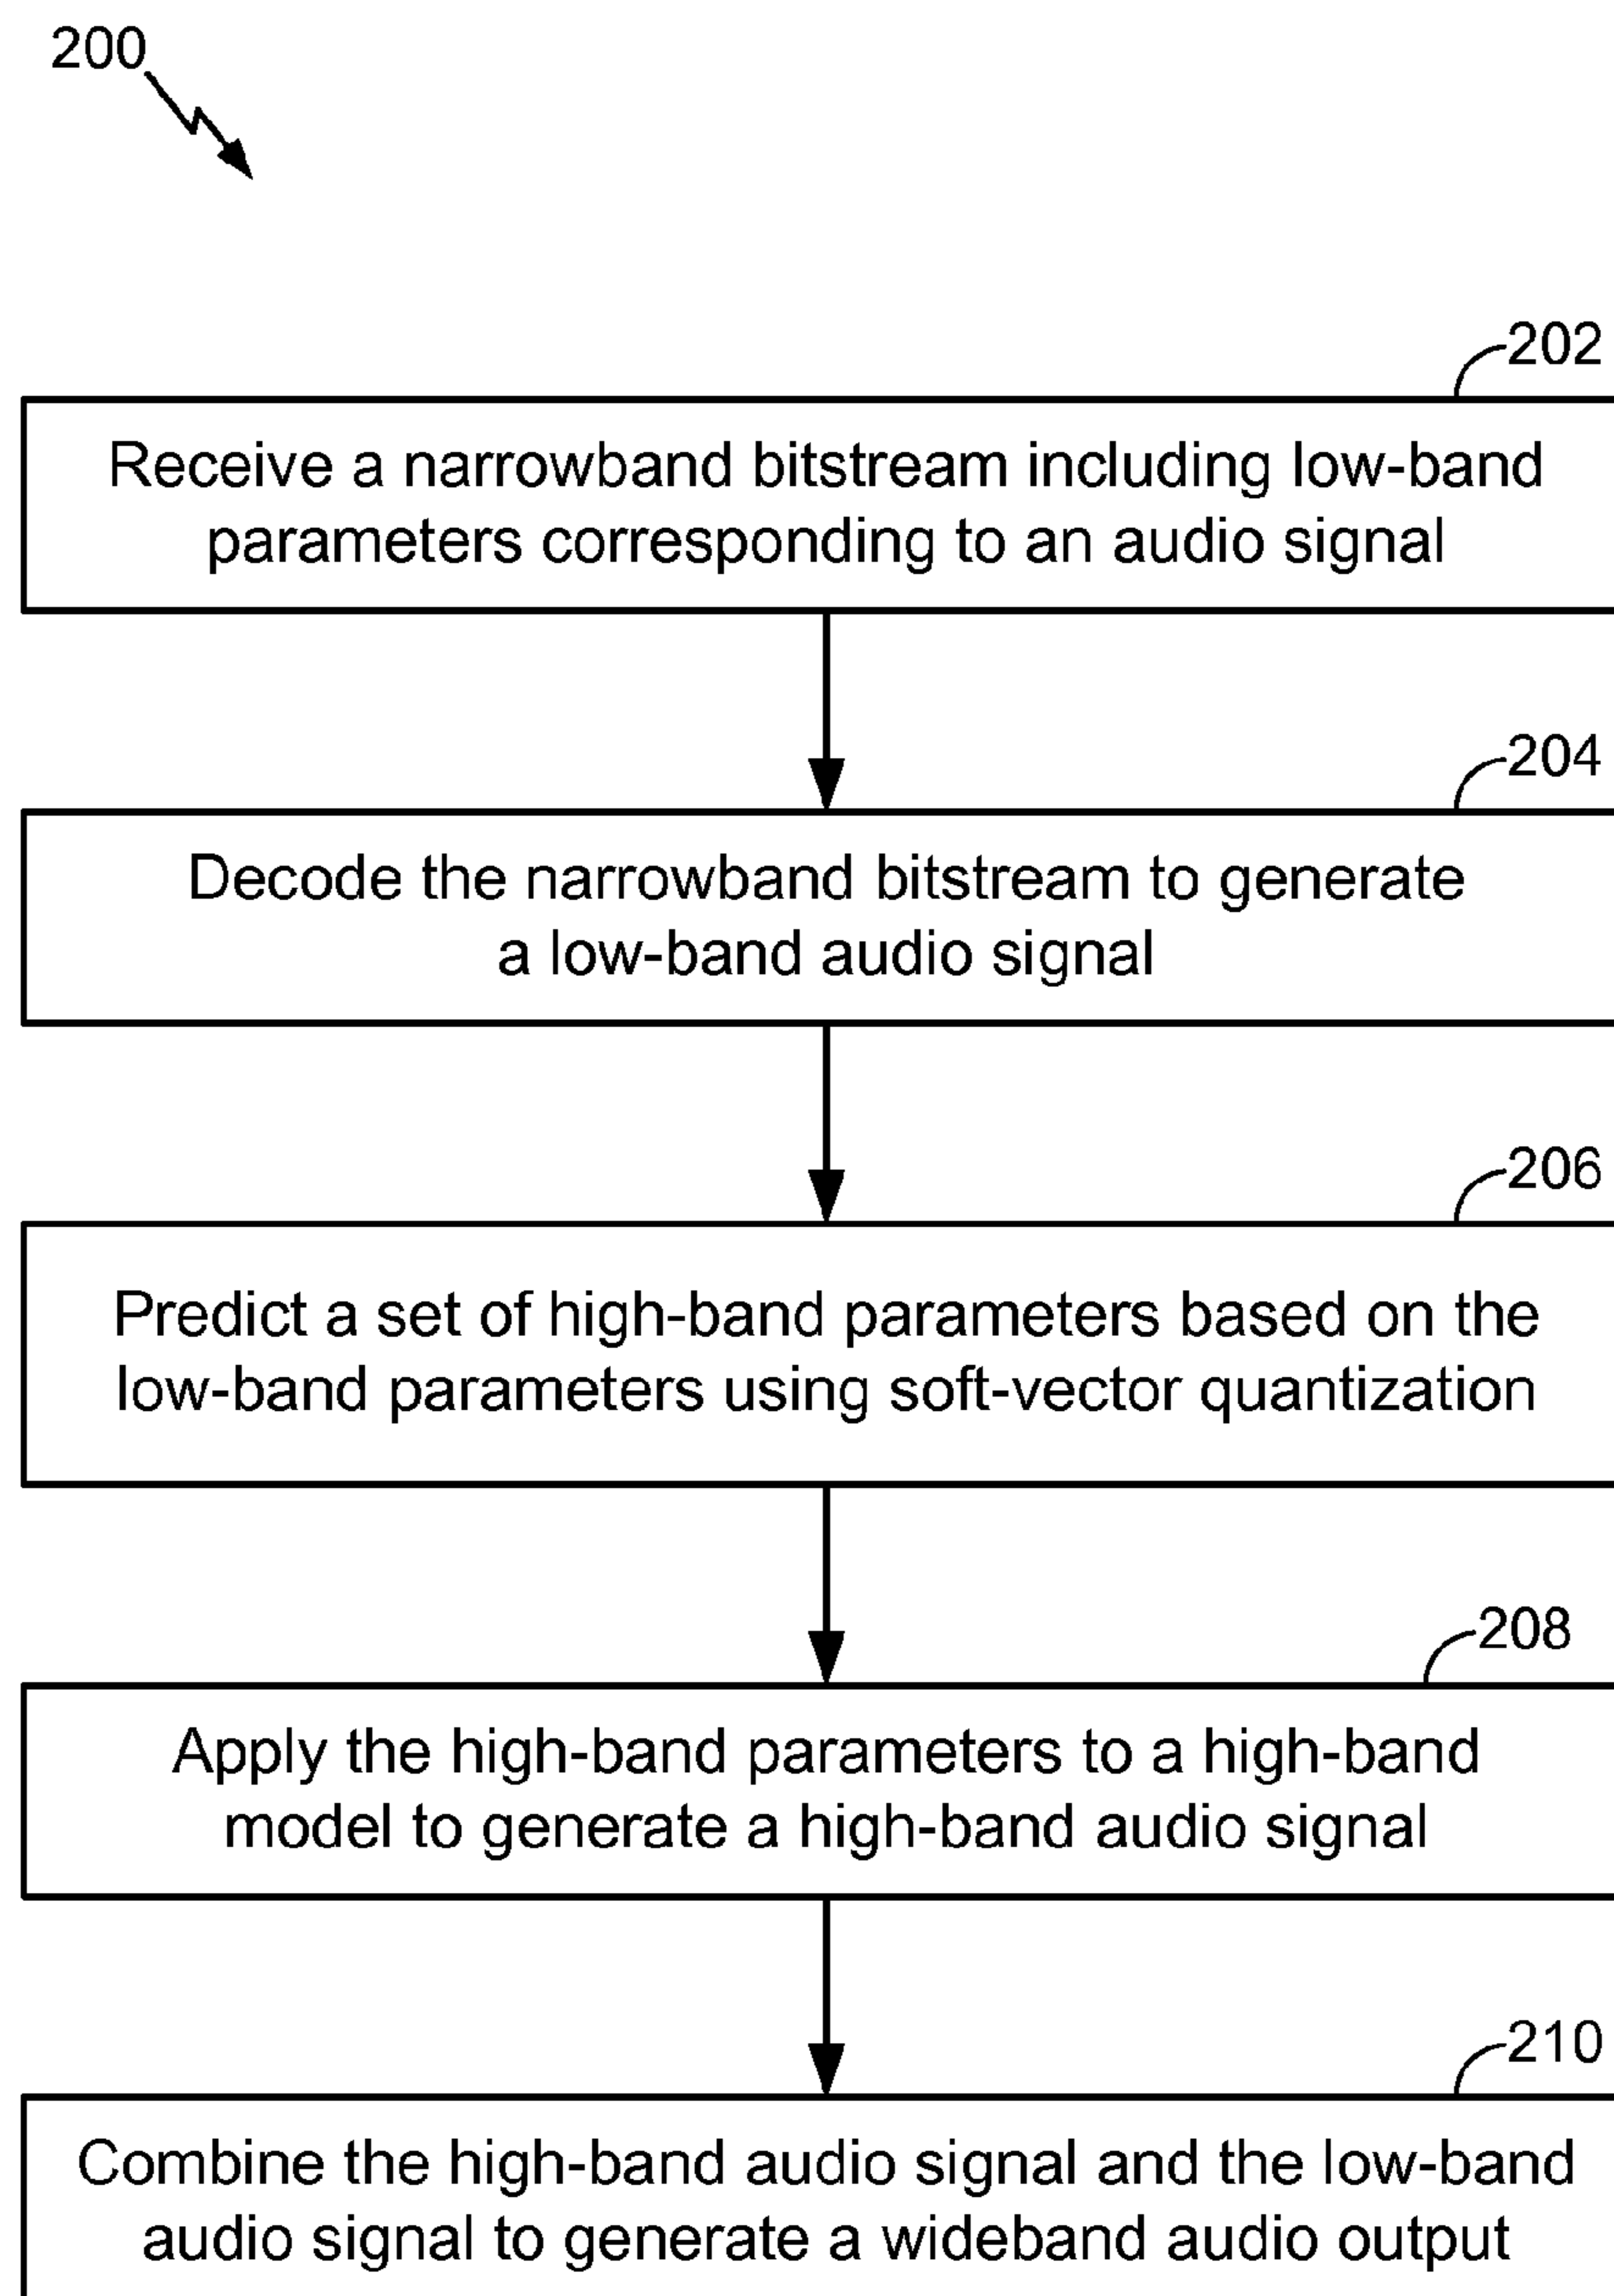 200
202
Receive a narrowband bitstream including low-band
parameters corresponding to an audio signal
204
Decode the narrowband bitstream to generate
a low-band audio signal
206
Predict a set of high-band parameters based on the
low-band parameters using soft-vector quantization
208
Apply the high-band parameters to a high-band
model to generate a high-band audio signal
210
Combine the high-band audio signal and the low-band
audio signal to generate a wideband audio output